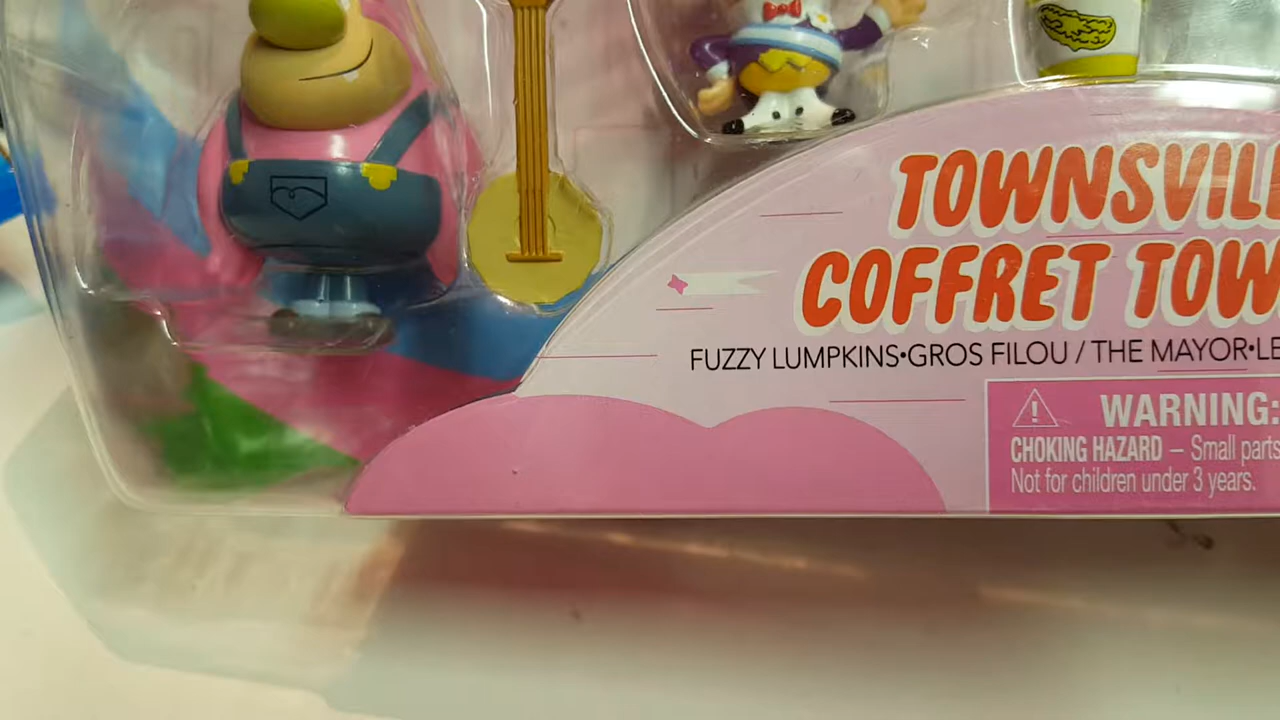 TOWNSVIL
COFFRET TOW
FUZZY LUMPKINS•GROS FILOU / THE MAYOR•LE
WARNING:
CHOKING HAZARD – Small parts
Not for children under 3 years.